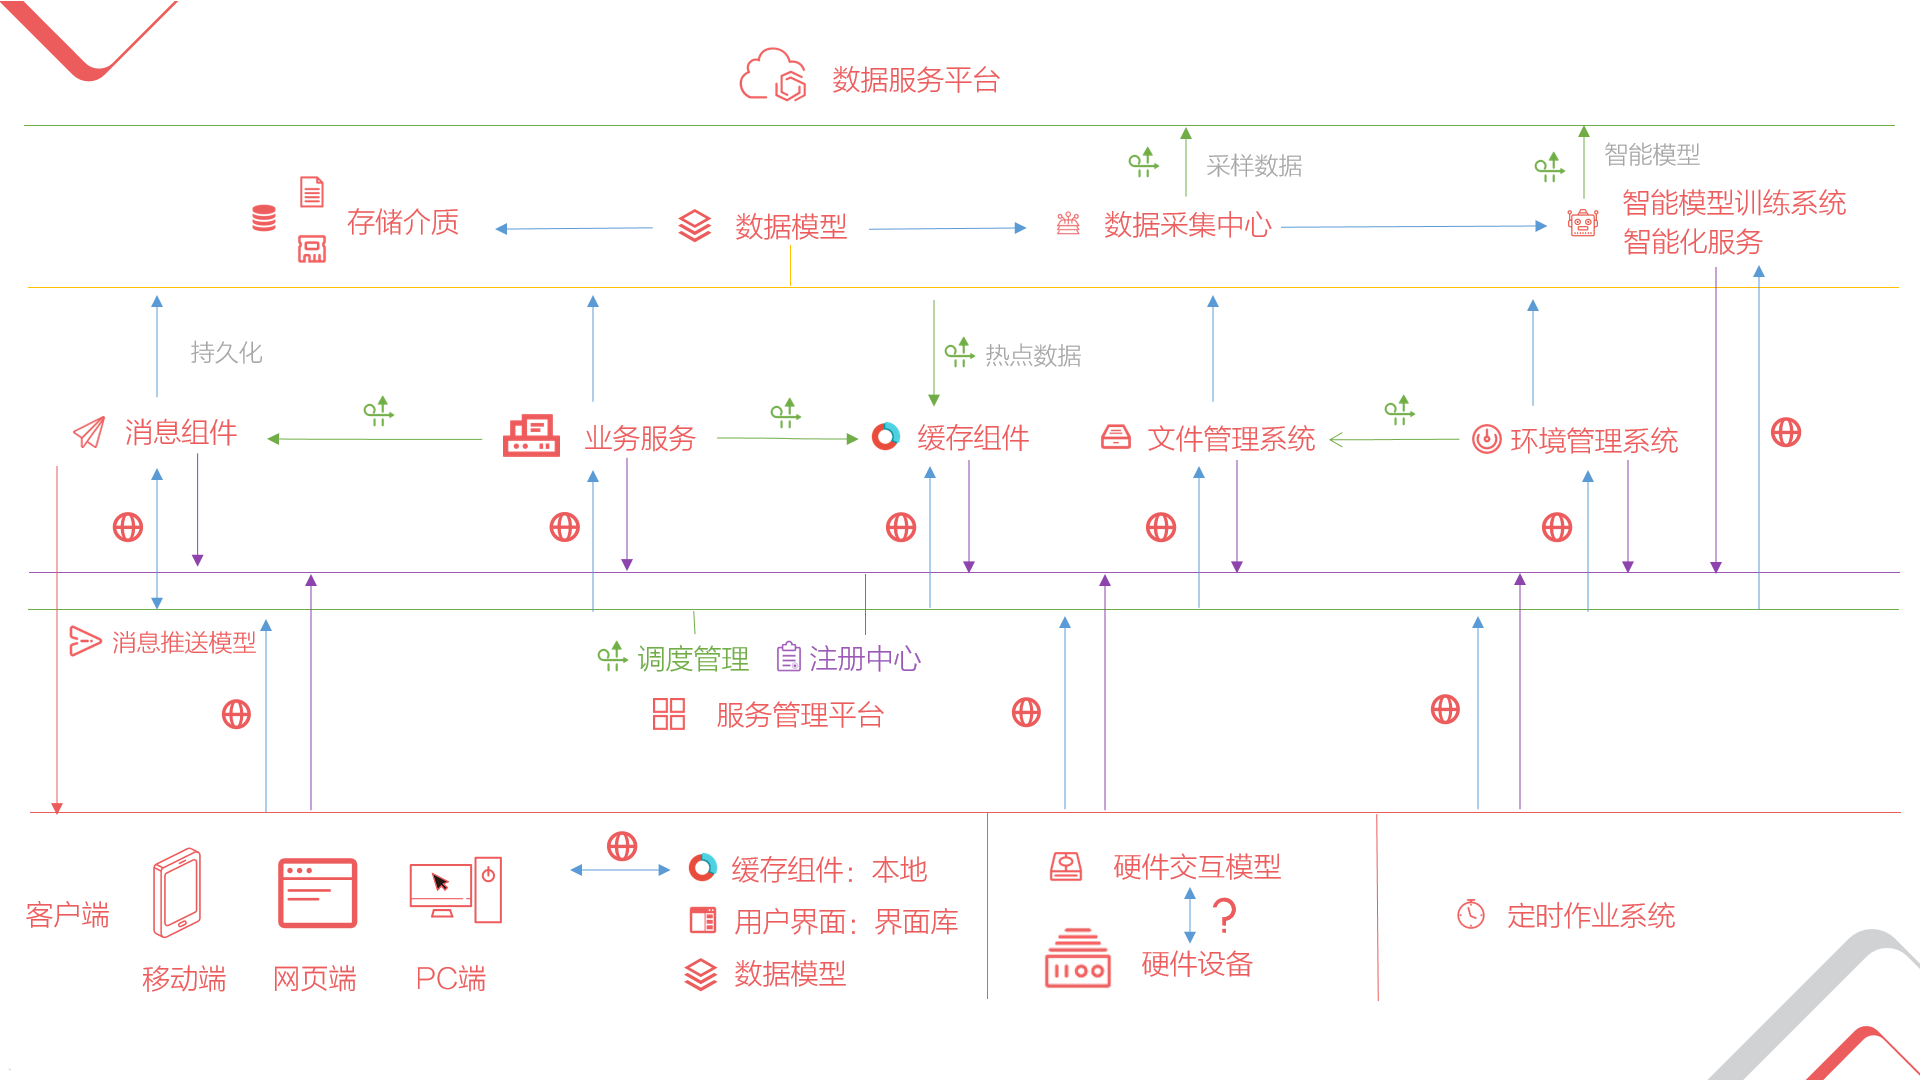 数据服务平台
采样数据
智能模型
存储介质
数据模型
数据采集中心
智能模型训练系统
智能化服务
持久化
热点数据
消息组件
业务服务
缓存组件
文件管理系统
环境管理系统
消息推送模型
调度管理
注册中心
服务管理平台
客户端
移动端
网页端
PC端
缓存组件：本地
用户界面：界面库
数据模型
硬件交互模型
硬件设备
定时作业系统